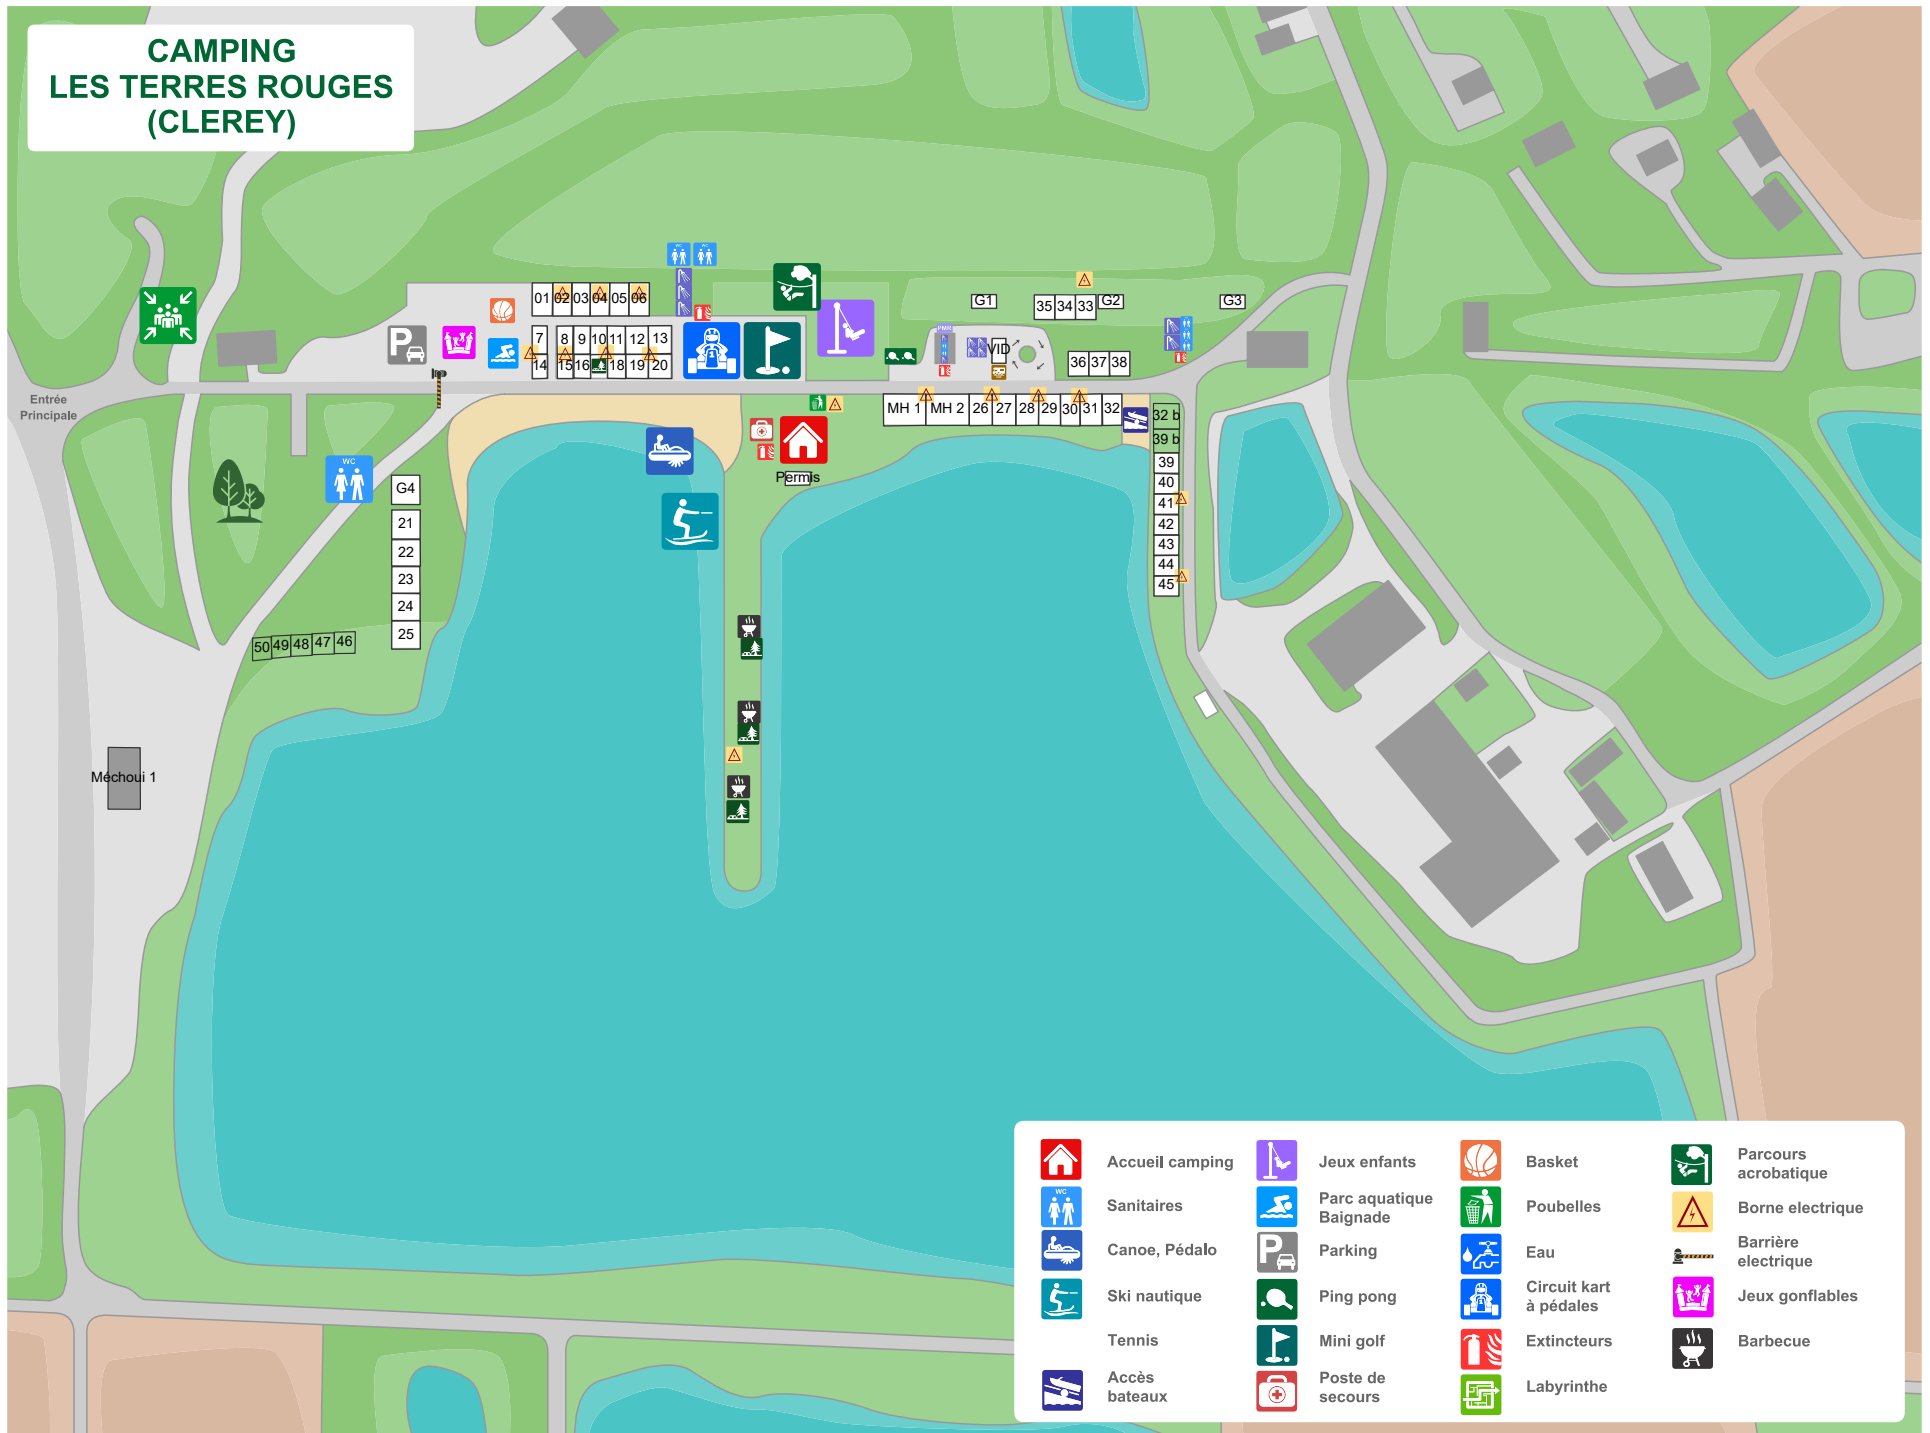 CAMPING
LES TERRES ROUGES
(CLEREY)
WC
WC
01 02 03 04 05 06
G1
35 34 33
G2
G3
7 8 9 10 11 12 13
14 15 16 18 19 20
P
PMR
VID
36 37 38
Entrée
Principale
MH 1 MH 2 26 27 28 29 30 31 32
32 b
39 b
WC
Permis
39
40
41
42
43
44
45
G4
21
22
23
24
25
50 49 48 47 46
Méchoui 1
Accueil camping
Jeux enfants
Basket
Parcours
acrobatique
WC
Sanitaires
Parc aquatique
Baignade
Poubelles
Borne electrique
Canoe, Pédalo
P
Parking
Eau
Barrière
electrique
Ski nautique
Ping pong
Circuit kart
à pédales
Jeux gonflables
Tennis
Mini golf
Extincteurs
Barbecue
Accès
bateaux
Poste de
secours
Labyrinthe